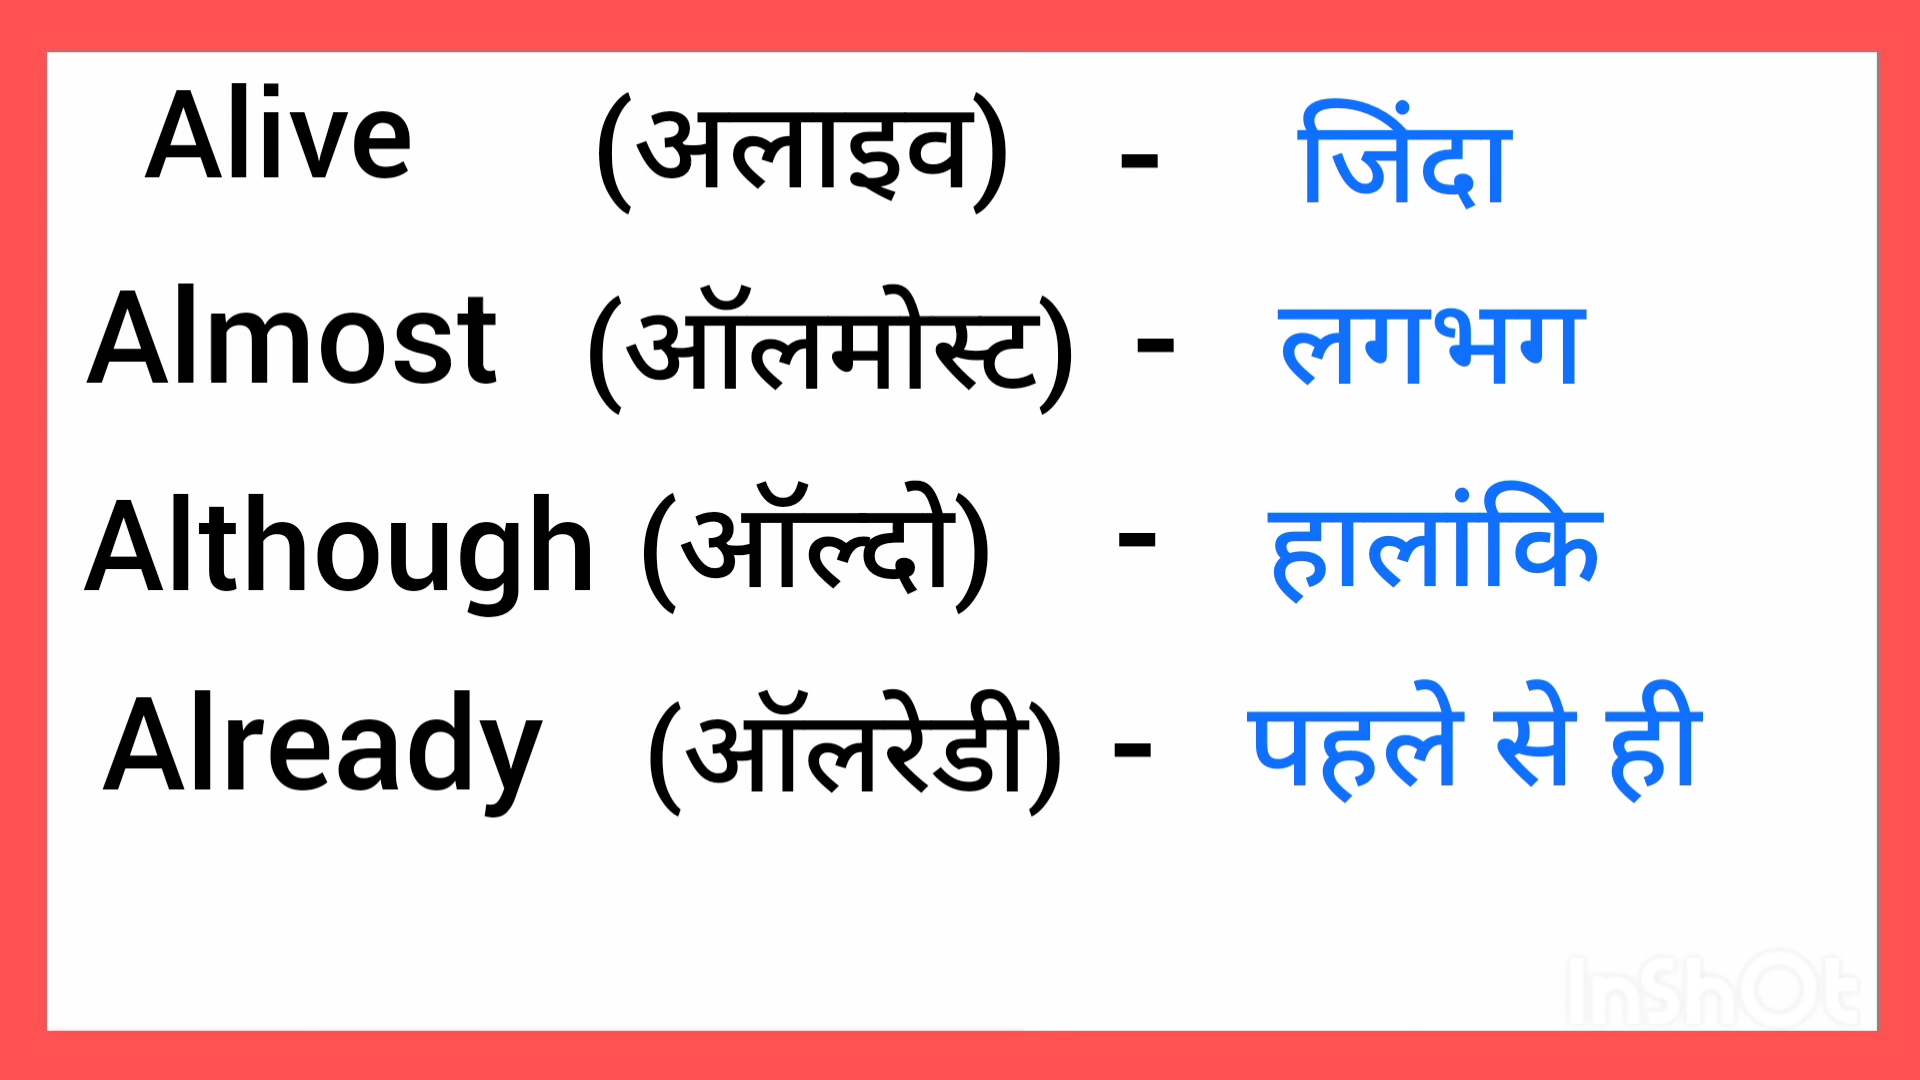 Alive (अलाइव) - जिंदा
Almost (ऑलमोस्ट) - लगभग
Although (ऑल्दो) - हालांकि
Already (ऑलरेडी) - पहले से ही
InShOt